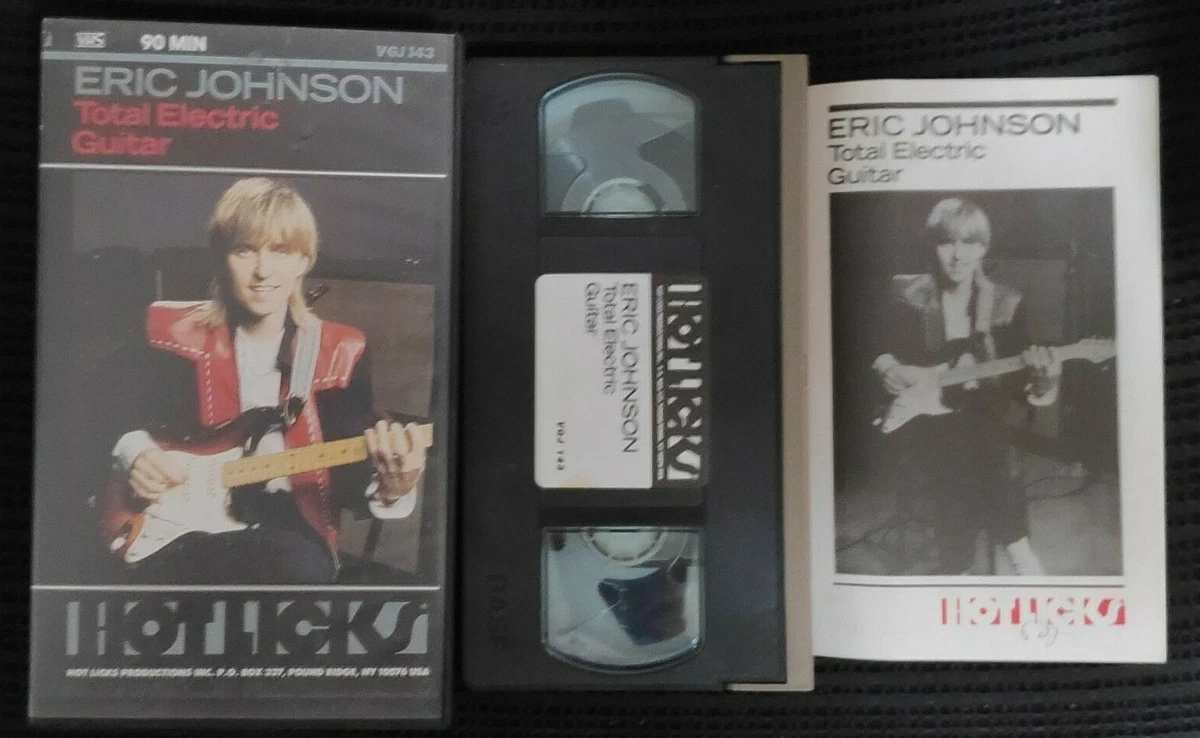 VHS 90 MIN VGJ 143
ERIC JOHNSON
Total Electric
Guitar
HOT LICKS
HOT LICKS PRODUCTIONS INC. P.O. BOX 337, POUND RIDGE, NY 10576 USA
HOT LICKS
ERIC JOHNSON
Total Electric
Guitar
VGJ 143
BASF
ERIC JOHNSON
Total Electric
Guitar
HOT LICKS